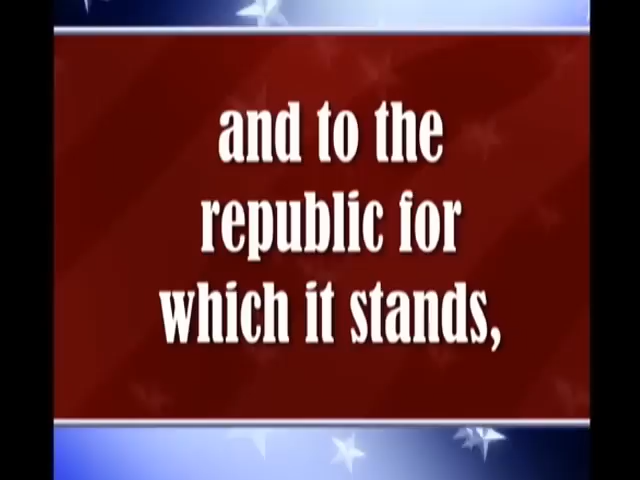 and to the
republic for
which it stands,